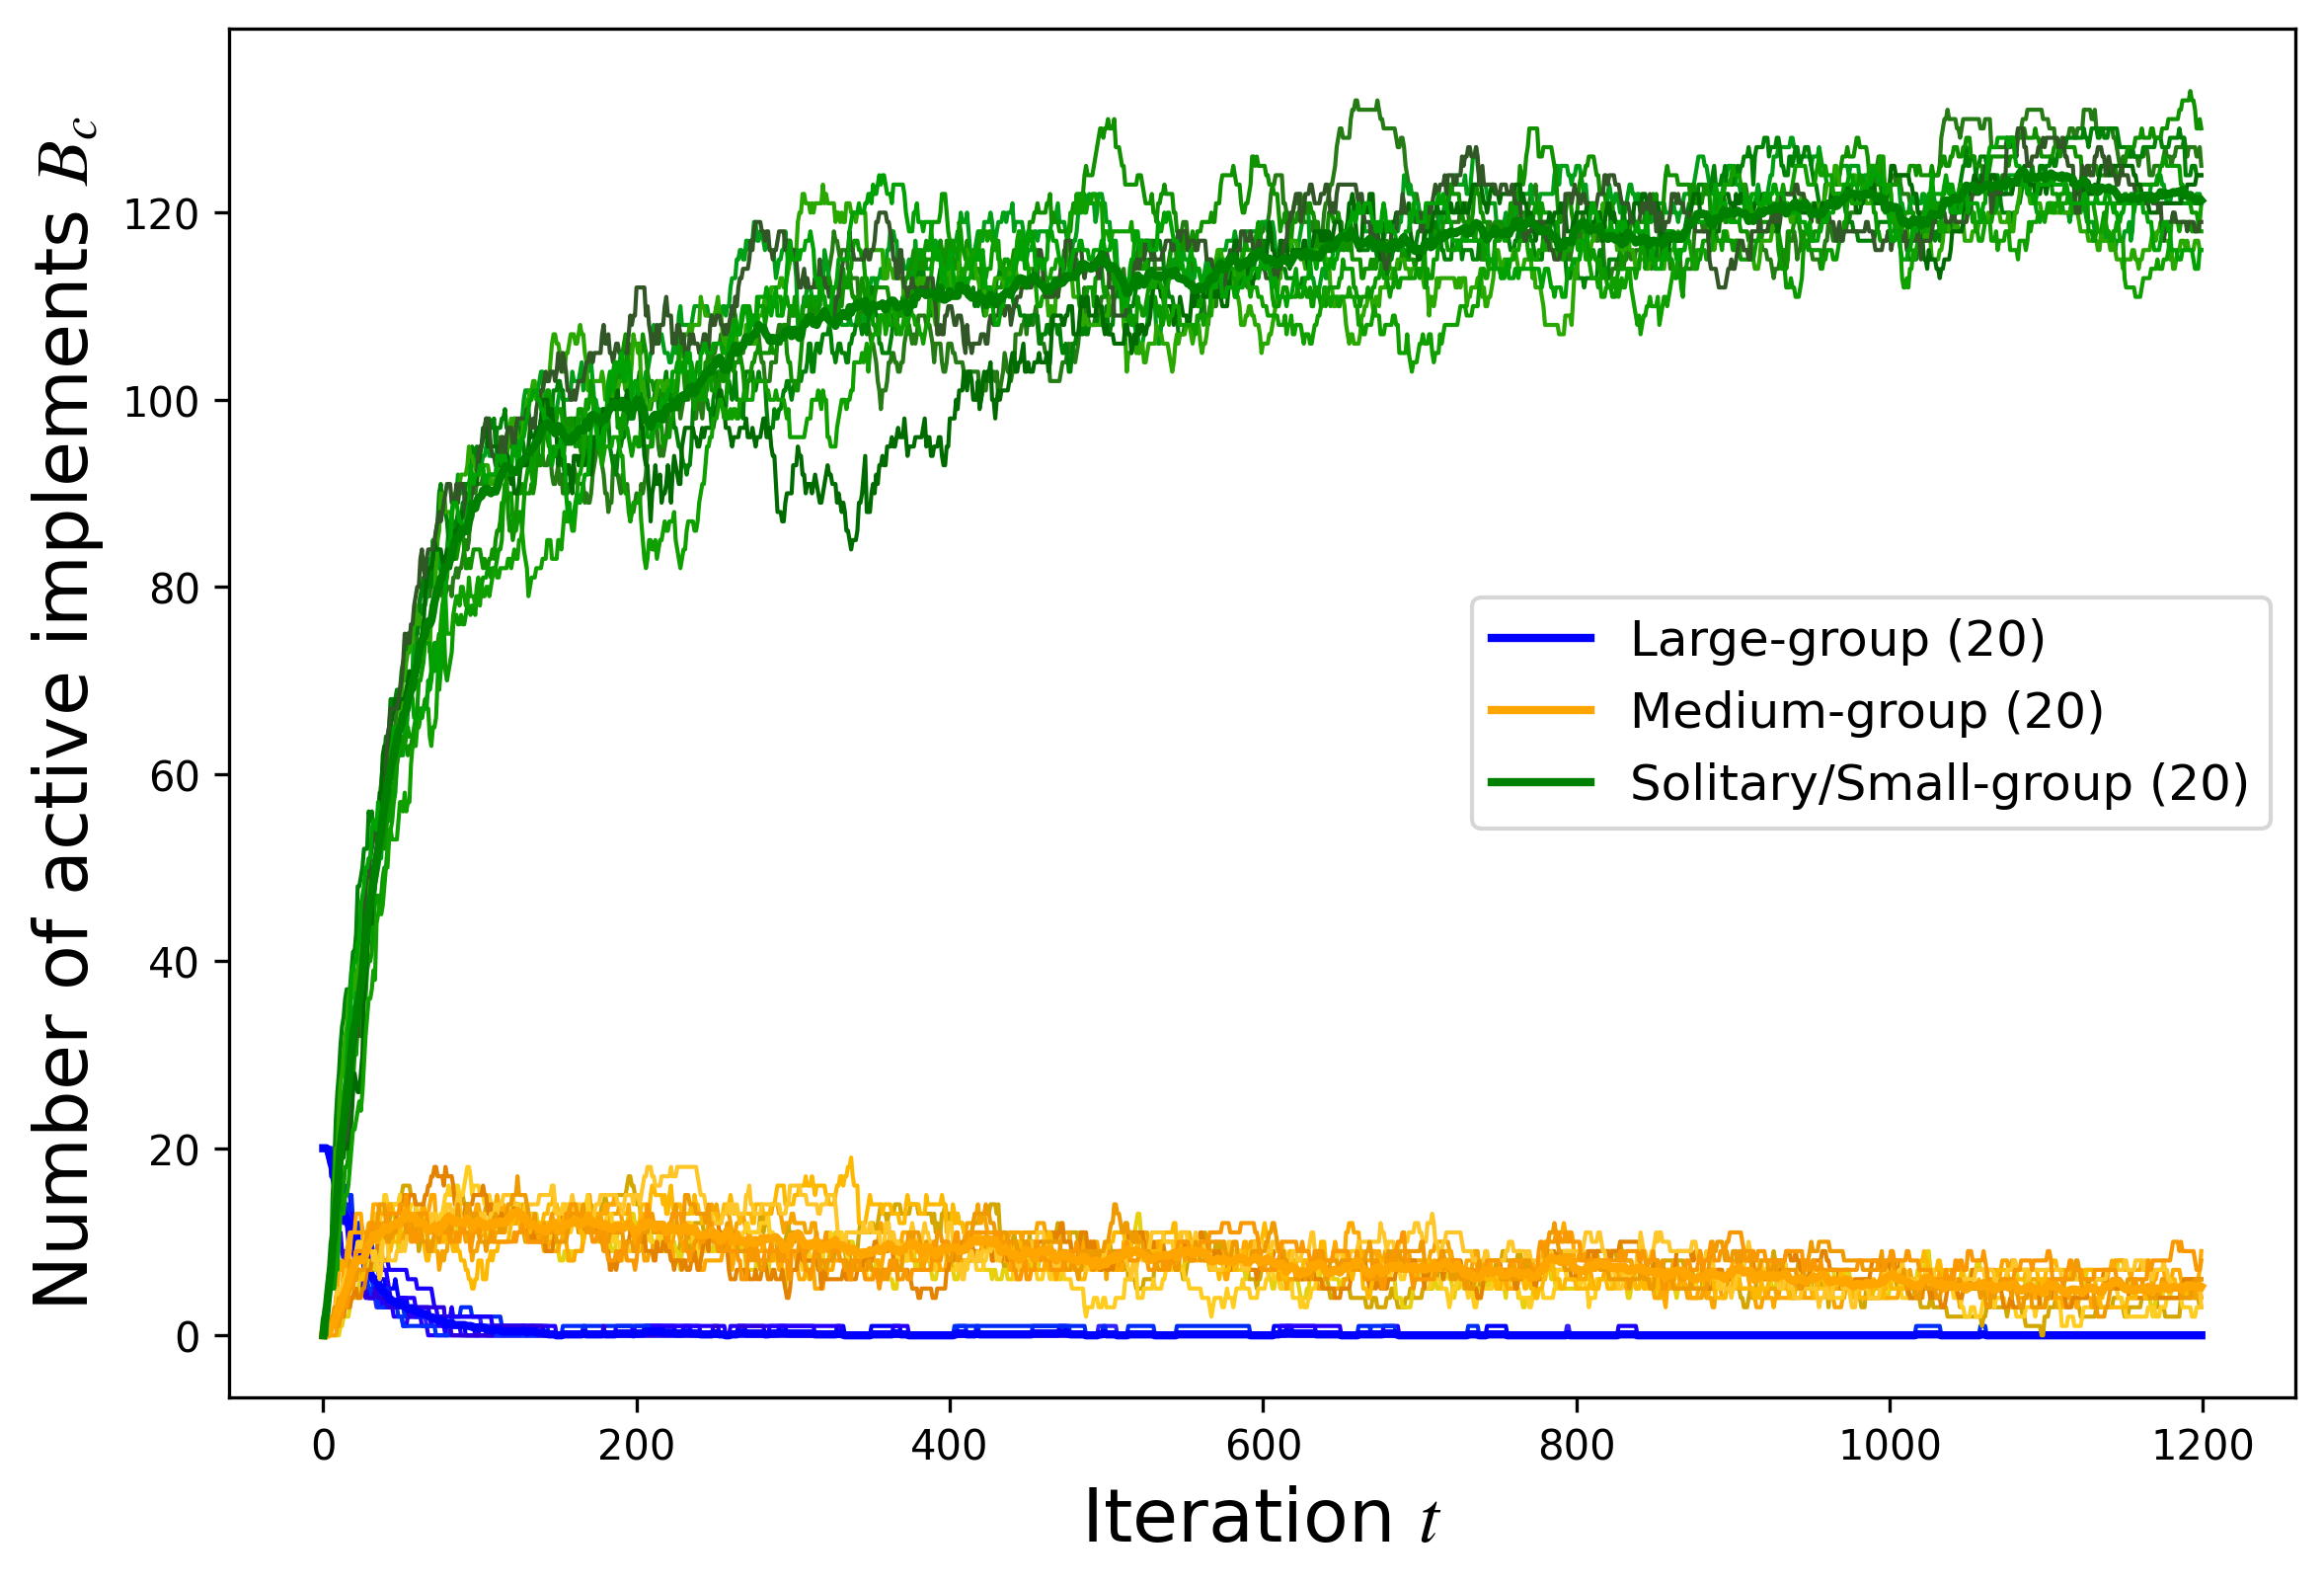 Number of active implements B_c
120
100
80
60
40
20
0
Large-group (20)
Medium-group (20)
Solitary/Small-group (20)
0 200 400 600 800 1000 1200
Iteration t